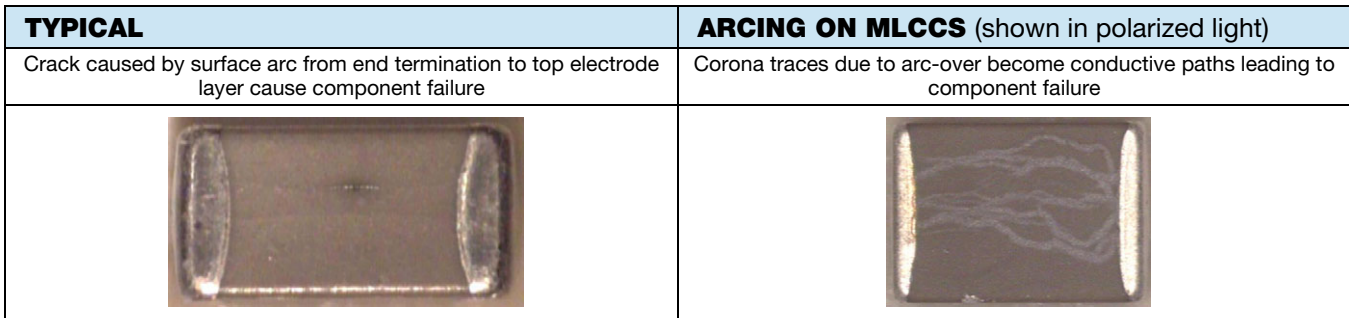 TYPICAL
ARCING ON MLCCS (shown in polarized light)
Crack caused by surface arc from end termination to top electrode
layer cause component failure
Corona traces due to arc-over become conductive paths leading to
component failure